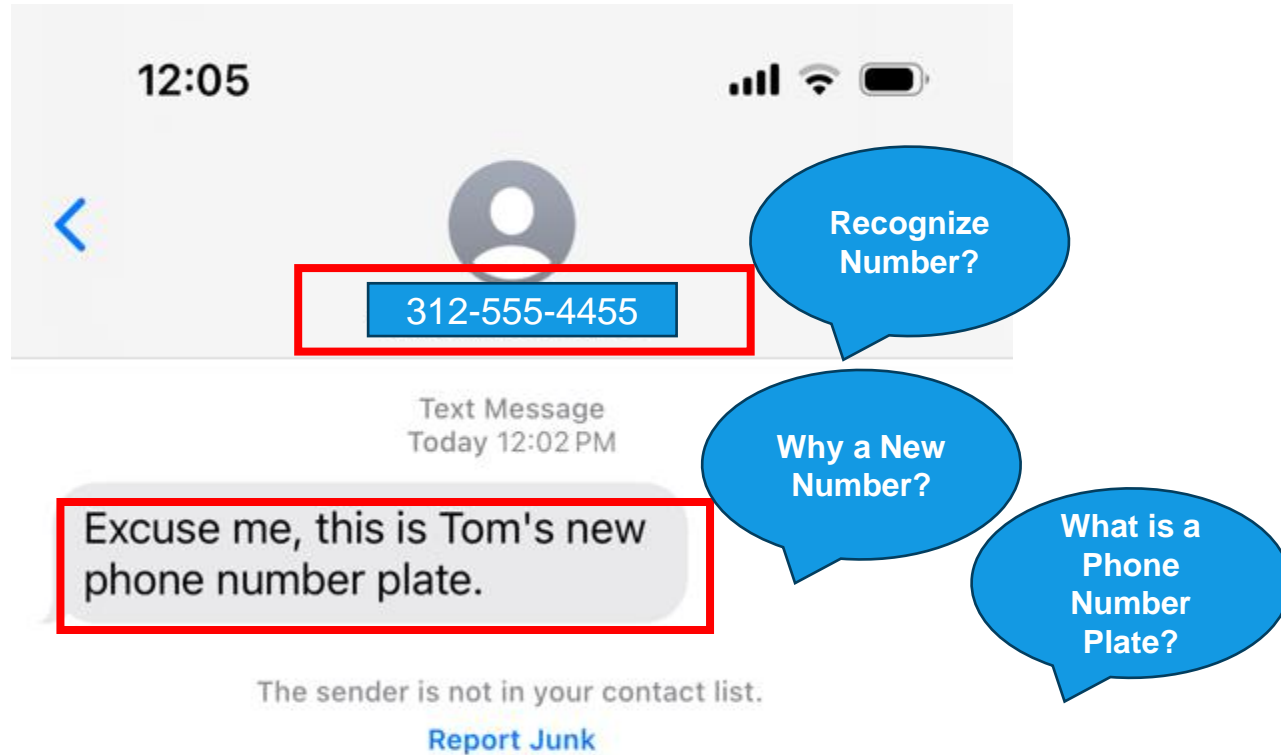 12:05
312-555-4455
Recognize
Number?
Text Message
Today 12:02 PM
Why a New
Number?
Excuse me, this is Tom's new
phone number plate.
What is a
Phone
Number
Plate?
The sender is not in your contact list.
Report Junk